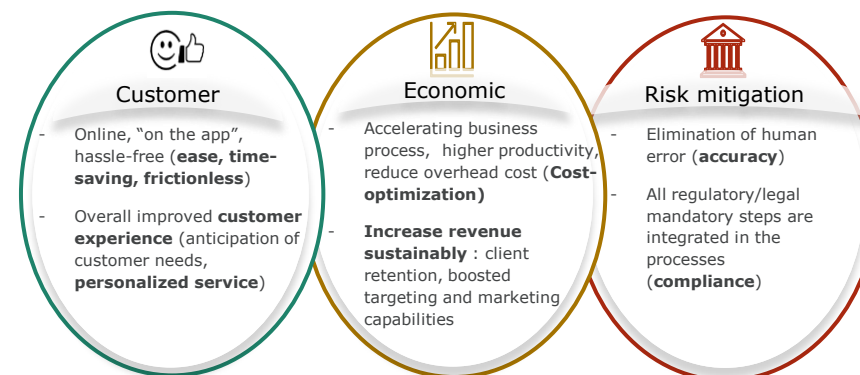 Customer
- Online, “on the app”,
hassle-free (ease, time-
saving, frictionless)
- Overall improved customer
experience (anticipation of
customer needs,
personalized service)
Economic
- Accelerating business
process, higher productivity,
reduce overhead cost (Cost-
optimization)
- Increase revenue
sustainably : client
retention, boosted
targeting and marketing
capabilities
Risk mitigation
- Elimination of human
error (accuracy)
- All regulatory/legal
mandatory steps are
integrated in the
processes
(compliance)